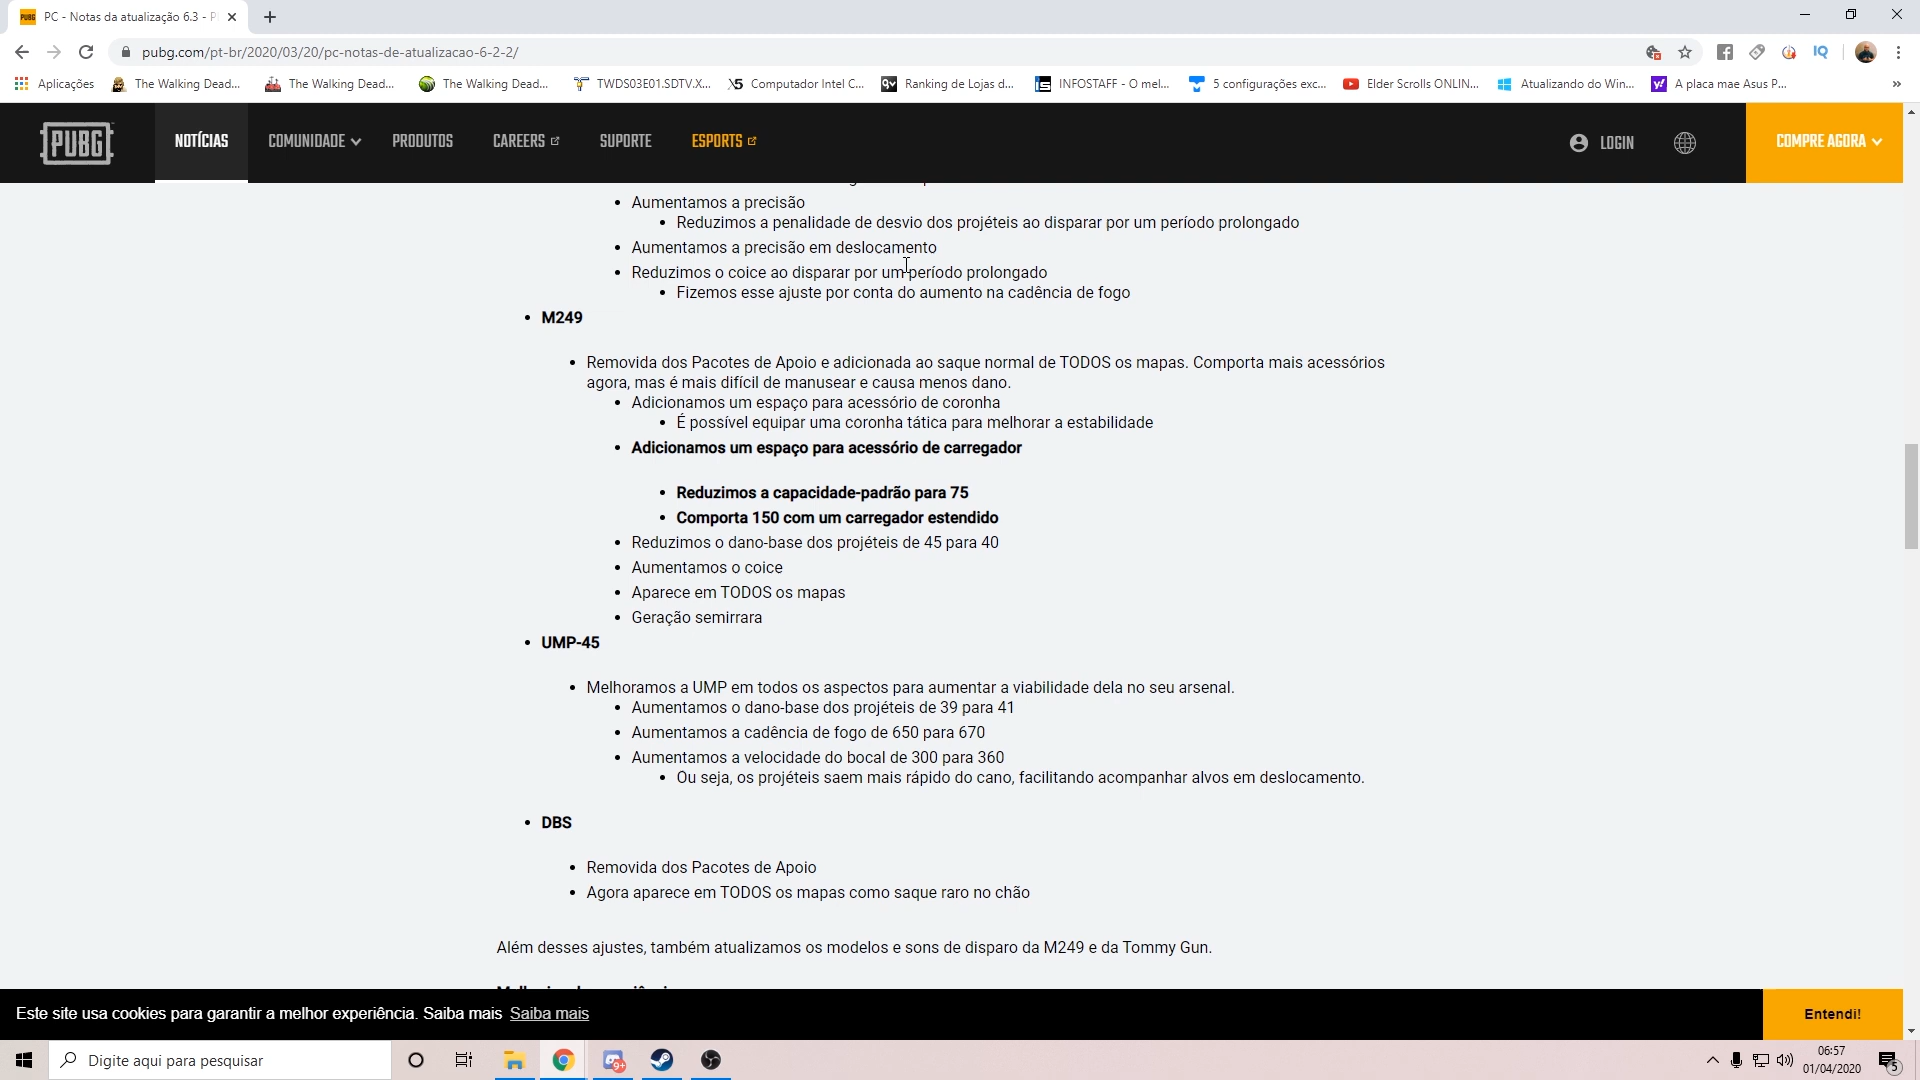 PC - Notas da atualização 6.3 - P
pubg.com/pt-br/2020/03/20/pc-notas-de-atualizacao-6-2-2/
IQ
Aplicações
The Walking Dead...
The Walking Dead...
The Walking Dead...
TWDS03E01.SDTV.X...
Computador Intel C...
Ranking de Lojas d...
INFOSTAFF - O mel...
5 configurações exc...
Elder Scrolls ONLIN...
Atualizando do Win...
A placa mae Asus P...
»
PUBG
NOTÍCIAS
COMUNIDADE
PRODUTOS
CAREERS
SUPORTE
ESPORTS
LOGIN
COMPRE AGORA
• Aumentamos a precisão
• Reduzimos a penalidade de desvio dos projéteis ao disparar por um período prolongado
• Aumentamos a precisão em deslocamento
• Reduzimos o coice ao disparar por um período prolongado
• Fizemos esse ajuste por conta do aumento na cadência de fogo
• M249
• Removida dos Pacotes de Apoio e adicionada ao saque normal de TODOS os mapas. Comporta mais acessórios
agora, mas é mais difícil de manusear e causa menos dano.
• Adicionamos um espaço para acessório de coronha
• É possível equipar uma coronha tática para melhorar a estabilidade
• Adicionamos um espaço para acessório de carregador
• Reduzimos a capacidade-padrão para 75
• Comporta 150 com um carregador estendido
• Reduzimos o dano-base dos projéteis de 45 para 40
• Aumentamos o coice
• Aparece em TODOS os mapas
• Geração semirrara
• UMP-45
• Melhoramos a UMP em todos os aspectos para aumentar a viabilidade dela no seu arsenal.
• Aumentamos o dano-base dos projéteis de 39 para 41
• Aumentamos a cadência de fogo de 650 para 670
• Aumentamos a velocidade do bocal de 300 para 360
• Ou seja, os projéteis saem mais rápido do cano, facilitando acompanhar alvos em deslocamento.
• DBS
• Removida dos Pacotes de Apoio
• Agora aparece em TODOS os mapas como saque raro no chão
Além desses ajustes, também atualizamos os modelos e sons de disparo da M249 e da Tommy Gun.
Este site usa cookies para garantir a melhor experiência. Saiba mais Saiba mais
Entendi!
Digite aqui para pesquisar
9+
06:57
01/04/2020
5